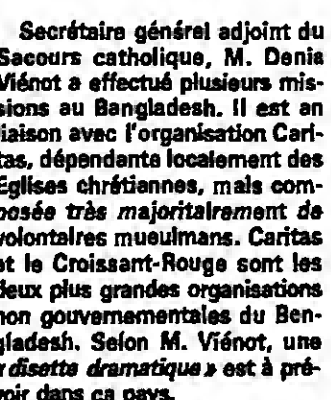 Secrétaire général adjoint du
Secours catholique, M. Denis
Viénot a effectué plusieurs mis-
sions au Bangladesh. Il est en
liaison avec l'organisation Cari-
tas, dépendante localement des
Eglises chrétiennes, mais com-
posée très majoritairement de
volontaires musulmans. Caritas
et le Croissant-Rouge sont les
deux plus grandes organisations
non gouvernementales du Ban-
gladesh. Selon M. Viénot, une
« disette dramatique » est à pré-
voir dans ce pays.